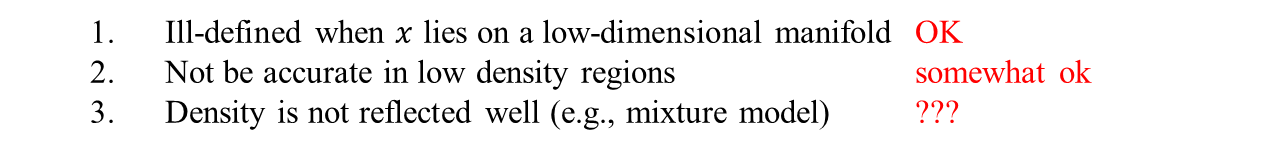 1. Ill-defined when x lies on a low-dimensional manifold OK
2. Not be accurate in low density regions somewhat ok
3. Density is not reflected well (e.g., mixture model) ???